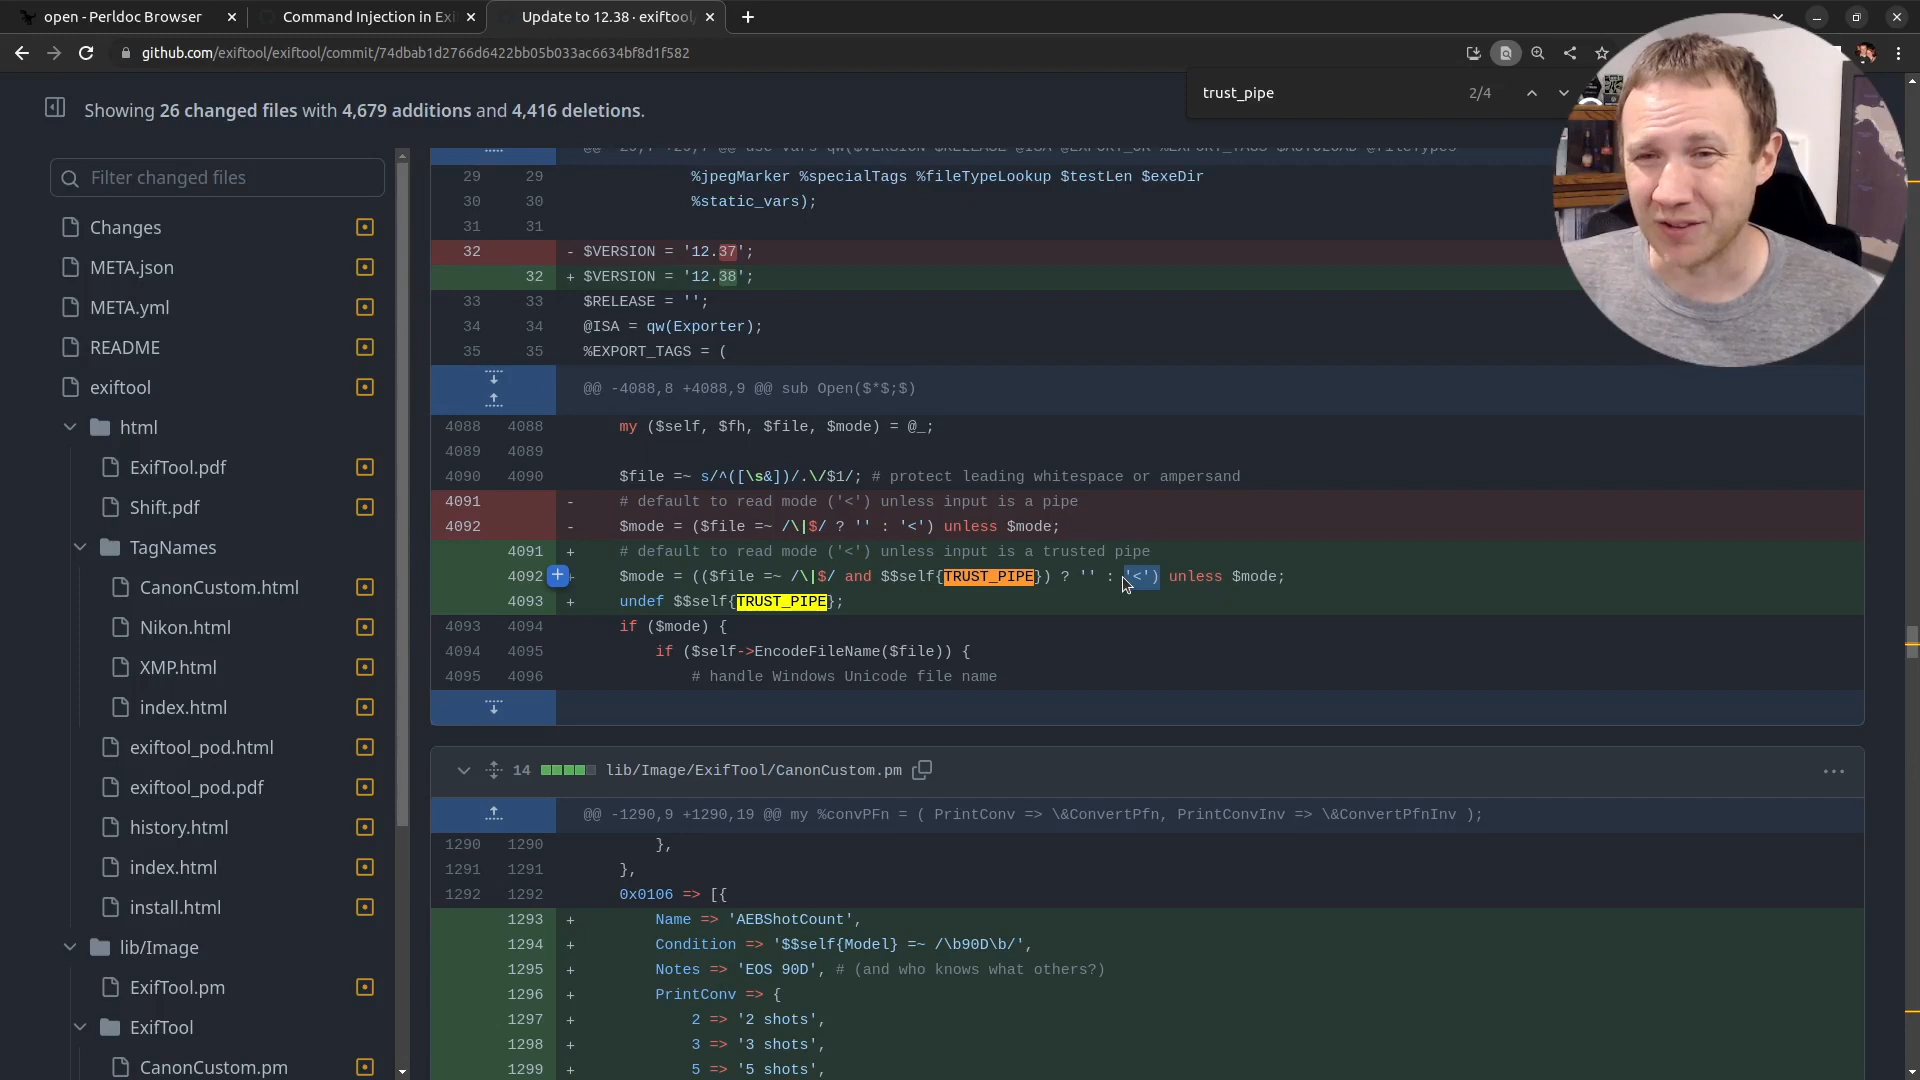 open - Perldoc Browser
Command Injection in Exi
Update to 12.38 · exiftool
github.com/exiftool/exiftool/commit/74dbab1d2766d6422bb05b033ac6634bf8d1f582
trust_pipe 2/4
Showing 26 changed files with 4,679 additions and 4,416 deletions.
Filter changed files
Changes
META.json
META.yml
README
exiftool
html
ExifTool.pdf
Shift.pdf
TagNames
CanonCustom.html
Nikon.html
XMP.html
index.html
exiftool_pod.html
exiftool_pod.pdf
history.html
index.html
install.html
lib/Image
ExifTool.pm
ExifTool
CanonCustom.pm
29 29 %jpegMarker %specialTags %fileTypeLookup $testLen $exeDir
30 30 %static_vars);
31 31
32 - $VERSION = '12.37';
32 + $VERSION = '12.38';
33 33 $RELEASE = '';
34 34 @ISA = qw(Exporter);
35 35 %EXPORT_TAGS = (
@@ -4088,8 +4088,9 @@ sub Open($*$;$)
4088 4088 my ($self, $fh, $file, $mode) = @_;
4089 4089
4090 4090 $file =~ s/^([\s&])/.\/$1/; # protect leading whitespace or ampersand
4091 - # default to read mode ('<') unless input is a pipe
4092 - $mode = ($file =~ /\|$/ ? '' : '<') unless $mode;
4091 + # default to read mode ('<') unless input is a trusted pipe
4092 + $mode = (($file =~ /\|$/ and $$self{TRUST_PIPE}) ? '' : '<') unless $mode;
4093 + undef $$self{TRUST_PIPE};
4093 4094 if ($mode) {
4094 4095 if ($self->EncodeFileName($file)) {
4095 4096 # handle Windows Unicode file name
14 lib/Image/ExifTool/CanonCustom.pm
@@ -1290,9 +1290,19 @@ my %convPFn = ( PrintConv => \&ConvertPfn, PrintConvInv => \&ConvertPfnInv );
1290 1290 },
1291 1291 },
1292 1292 0x0106 => [{
1293 + Name => 'AEBShotCount',
1294 + Condition => '$$self{Model} =~ /\b90D\b/',
1295 + Notes => 'EOS 90D', # (and who knows what others?)
1296 + PrintConv => {
1297 + 2 => '2 shots',
1298 + 3 => '3 shots',
1299 + 5 => '5 shots',